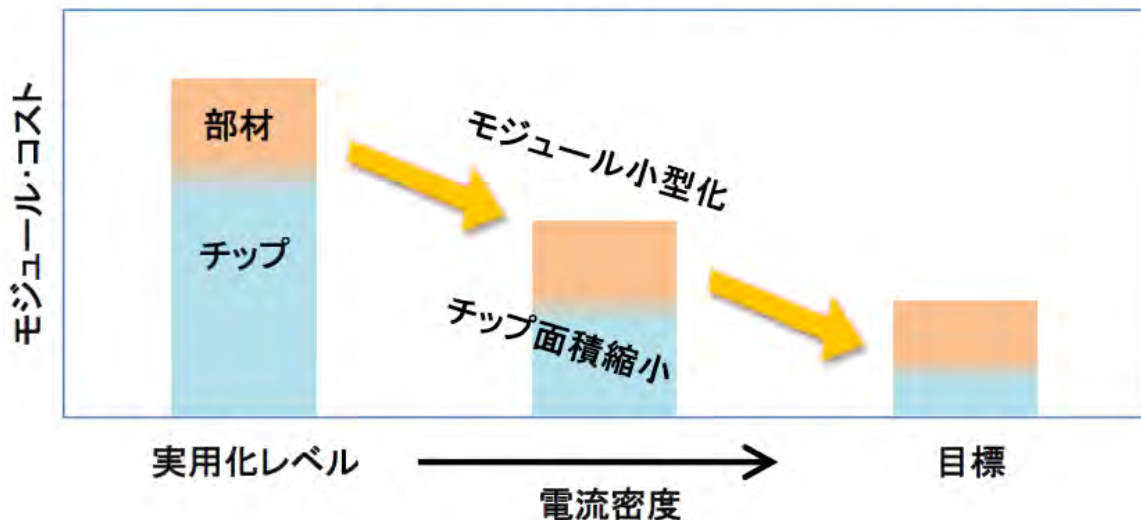 モジュール・コスト
部材
チップ
モジュール小型化
チップ面積縮小
実用化レベル
目標
電流密度